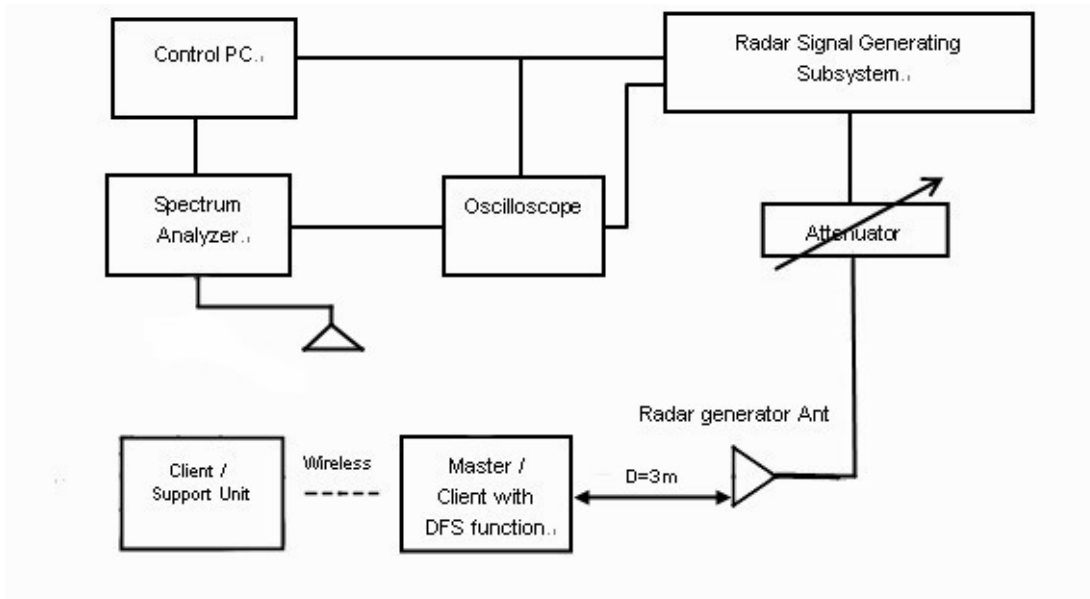 Control PC.
Radar Signal Generating
Subsystem.
Spectrum
Analyzer.
Oscilloscope
Attenuator
Radar generator Ant
Client /
Support Unit
Wireless
Master /
Client with
DFS function.
D=3m